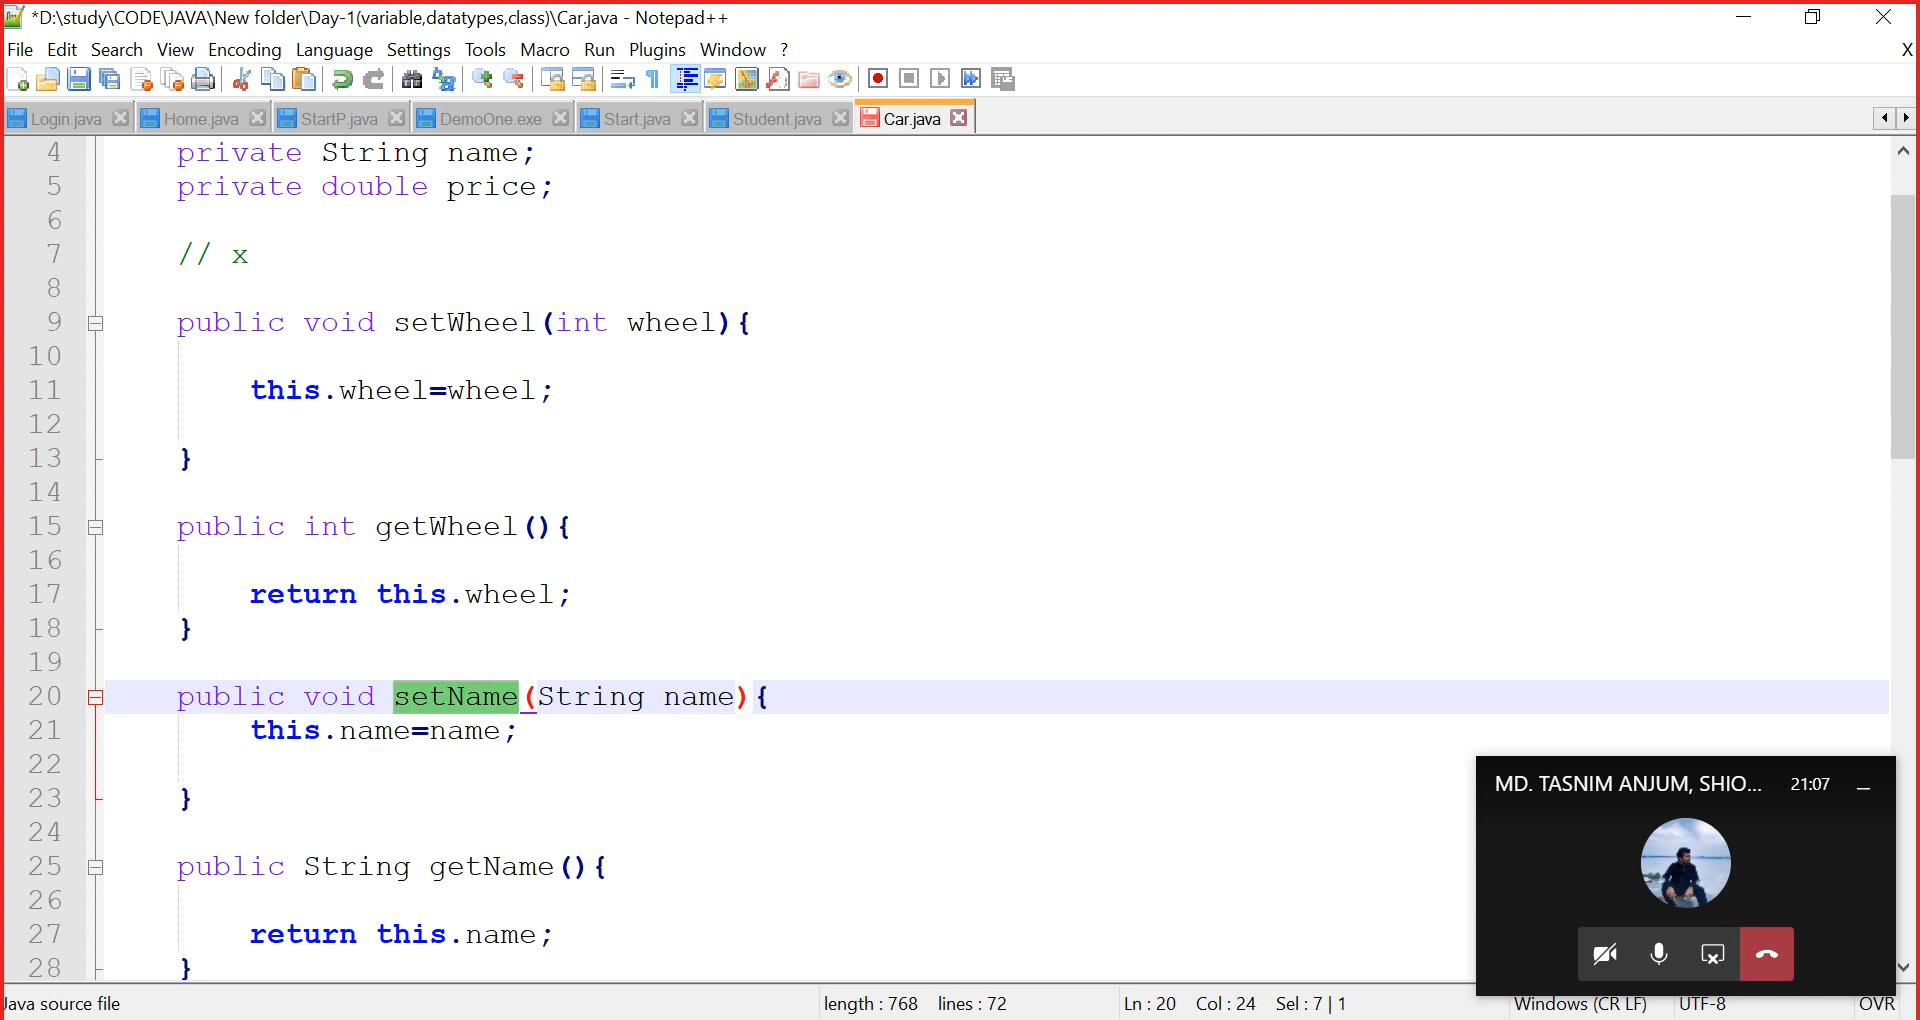 *D:\study\CODE\JAVA\New folder\Day-1(variable,datatypes,class)\Car.java - Notepad++
File Edit Search View Encoding Language Settings Tools Macro Run Plugins Window ? X
Login.java Home.java StartP.java DemoOne.exe Start.java Student.java Car.java
4 private String name;
5 private double price;
6
7 // x
8
9 public void setWheel(int wheel){
10
11 this.wheel=wheel;
12
13 }
14
15 public int getWheel(){
16
17 return this.wheel;
18 }
19
20 public void setName(String name){
21 this.name=name;
22
23 }
24
25 public String getName(){
26
27 return this.name;
28 }
MD. TASNIM ANJUM, SHIO... 21:07
Java source file length : 768 lines : 72 Ln : 20 Col : 24 Sel : 7 | 1 Windows (CR LF) UTF-8 OVR